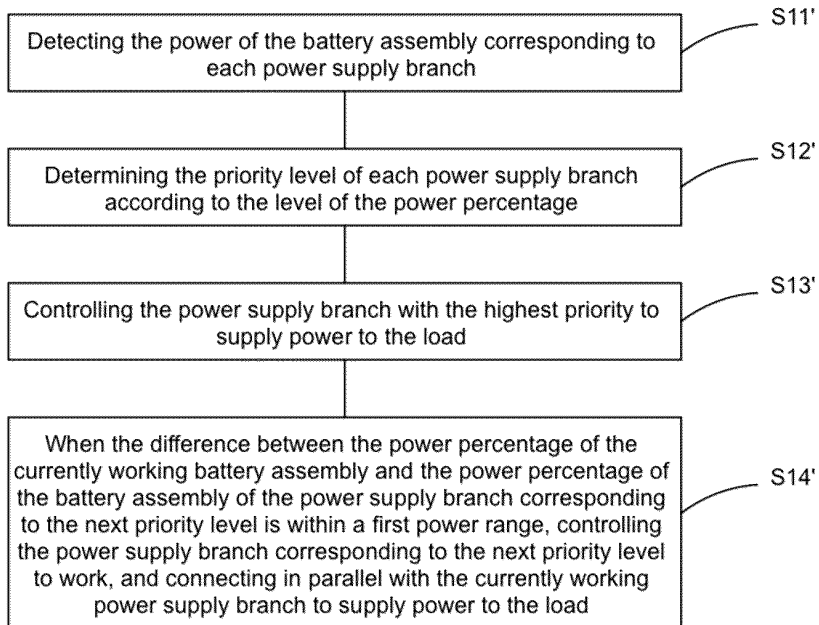 Detecting the power of the battery assembly corresponding to
each power supply branch
S11'
Determining the priority level of each power supply branch
according to the level of the power percentage
S12'
Controlling the power supply branch with the highest priority to
supply power to the load
S13'
When the difference between the power percentage of the
currently working battery assembly and the power percentage of
the battery assembly of the power supply branch corresponding
to the next priority level is within a first power range, controlling
the power supply branch corresponding to the next priority level
to work, and connecting in parallel with the currently working
power supply branch to supply power to the load
S14'